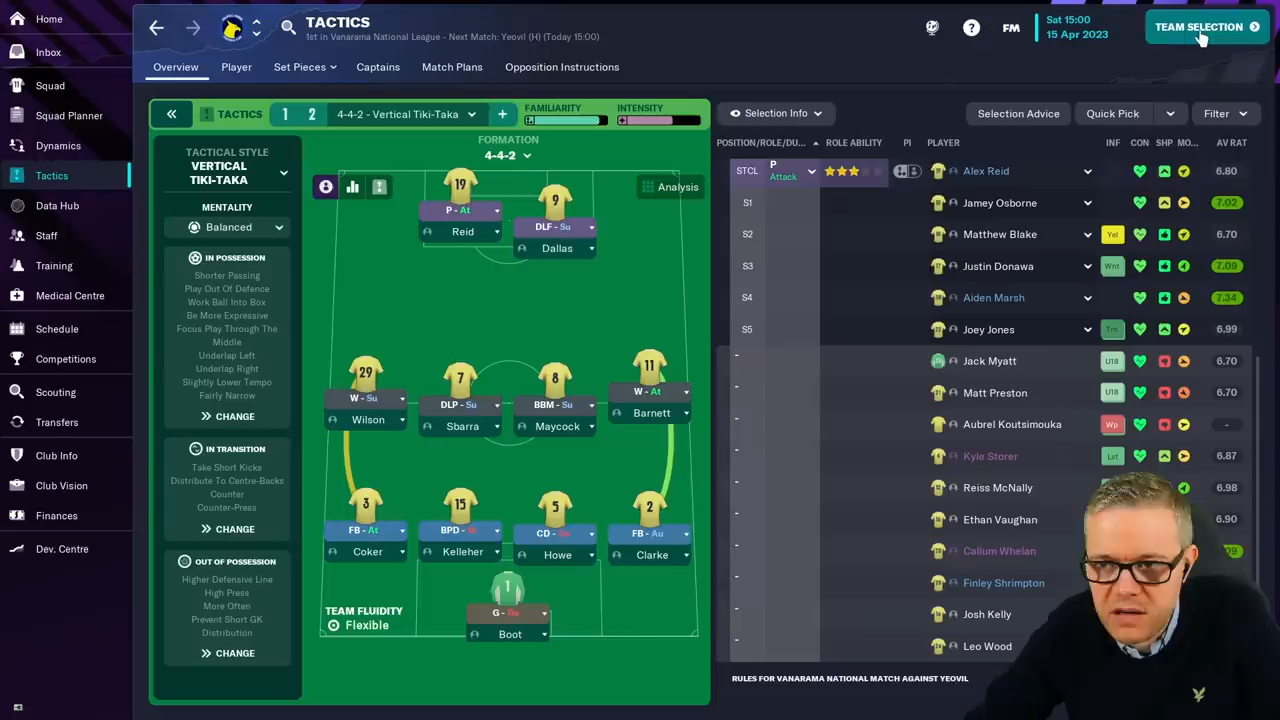 Home
Inbox
Squad
Squad Planner
Dynamics
Tactics
Data Hub
Staff
Training
Medical Centre
Schedule
Competitions
Scouting
Transfers
Club Info
Club Vision
Finances
Dev. Centre
TACTICS
1st in Vanarama National League - Next Match: Yeovil (H) (Today 15:00)
FM
Sat 15:00
15 Apr 2023
TEAM SELECTION
Overview
Player
Set Pieces
Captains
Match Plans
Opposition Instructions
TACTICS
1 2
4-4-2 - Vertical Tiki-Taka
FAMILIARITY
INTENSITY
TACTICAL STYLE
VERTICAL
TIKI-TAKA
MENTALITY
Balanced
IN POSSESSION
Shorter Passing
Play Out Of Defence
Work Ball Into Box
Be More Expressive
Focus Play Through The
Middle
Underlap Left
Underlap Right
Slightly Lower Tempo
Fairly Narrow
CHANGE
IN TRANSITION
Take Short Kicks
Distribute To Centre-Backs
Counter
Counter-Press
CHANGE
OUT OF POSSESSION
Higher Defensive Line
High Press
More Often
Prevent Short GK
Distribution
CHANGE
FORMATION
4-4-2
Analysis
19
P - At
Reid
9
DLF - Su
Dallas
29
W - Su
Wilson
7
DLP - Su
Sbarra
8
BBM - Su
Maycock
11
W - At
Barnett
3
FB - At
Coker
15
BPD - De
Kelleher
5
CD - De
Howe
2
FB - Au
Clarke
1
G - De
Boot
TEAM FLUIDITY
Flexible
Selection Info
Selection Advice
Quick Pick
Filter
POSITION/ROLE/DU... ROLE ABILITY PI PLAYER INF CON SHP MO... AV RAT
STCL P Attack Alex Reid 6.80
S1 Jamey Osborne 7.02
S2 Matthew Blake Yel 6.70
S3 Justin Donawa Wnt 7.09
S4 Aiden Marsh 7.34
S5 Joey Jones Trn 6.99
- Jack Myatt U18 6.70
- Matt Preston U18 6.70
- Aubrel Koutsimouka Wp -
- Kyle Storer Lst 6.87
- Reiss McNally 6.98
- Ethan Vaughan 6.90
- Callum Whelan
- Finley Shrimpton
- Josh Kelly
- Leo Wood
RULES FOR VANARAMA NATIONAL MATCH AGAINST YEOVIL